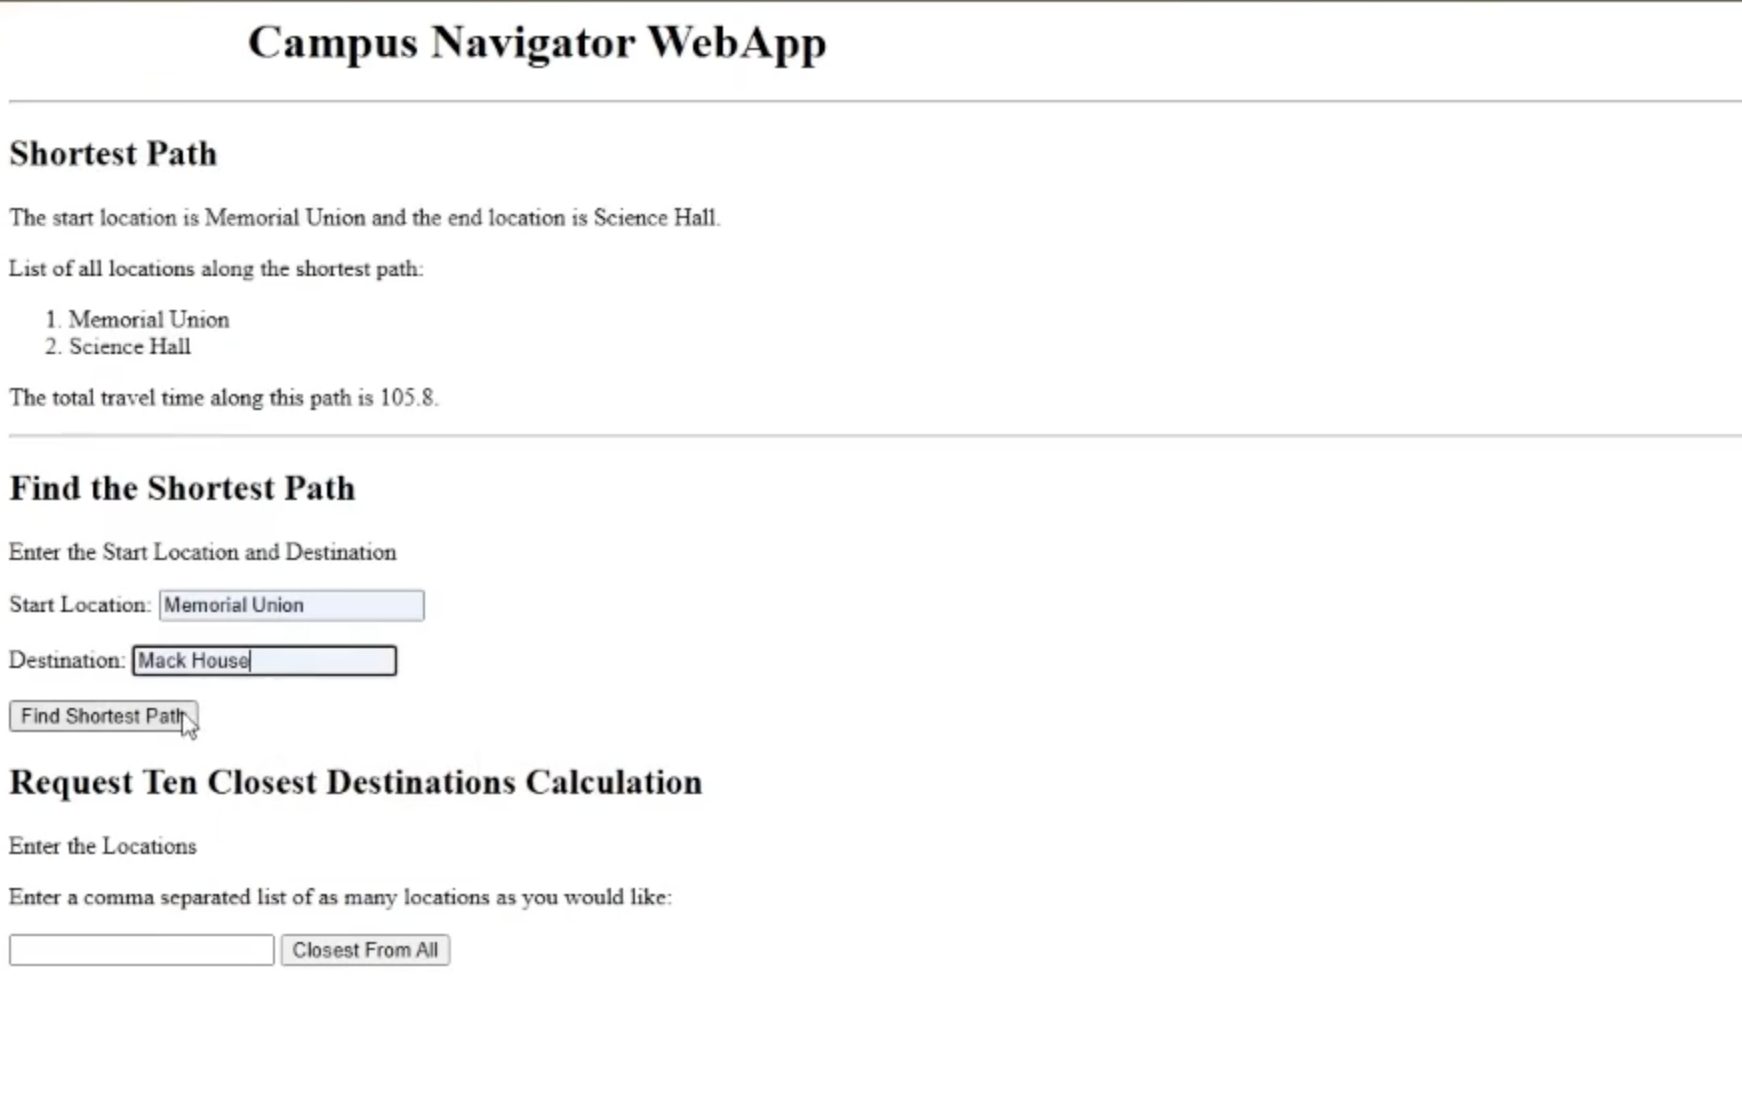 Campus Navigator WebApp
Shortest Path
The start location is Memorial Union and the end location is Science Hall.
List of all locations along the shortest path:
1. Memorial Union
2. Science Hall
The total travel time along this path is 105.8.
Find the Shortest Path
Enter the Start Location and Destination
Start Location: Memorial Union
Destination: Mack House
Find Shortest Path
Request Ten Closest Destinations Calculation
Enter the Locations
Enter a comma separated list of as many locations as you would like:
Closest From All